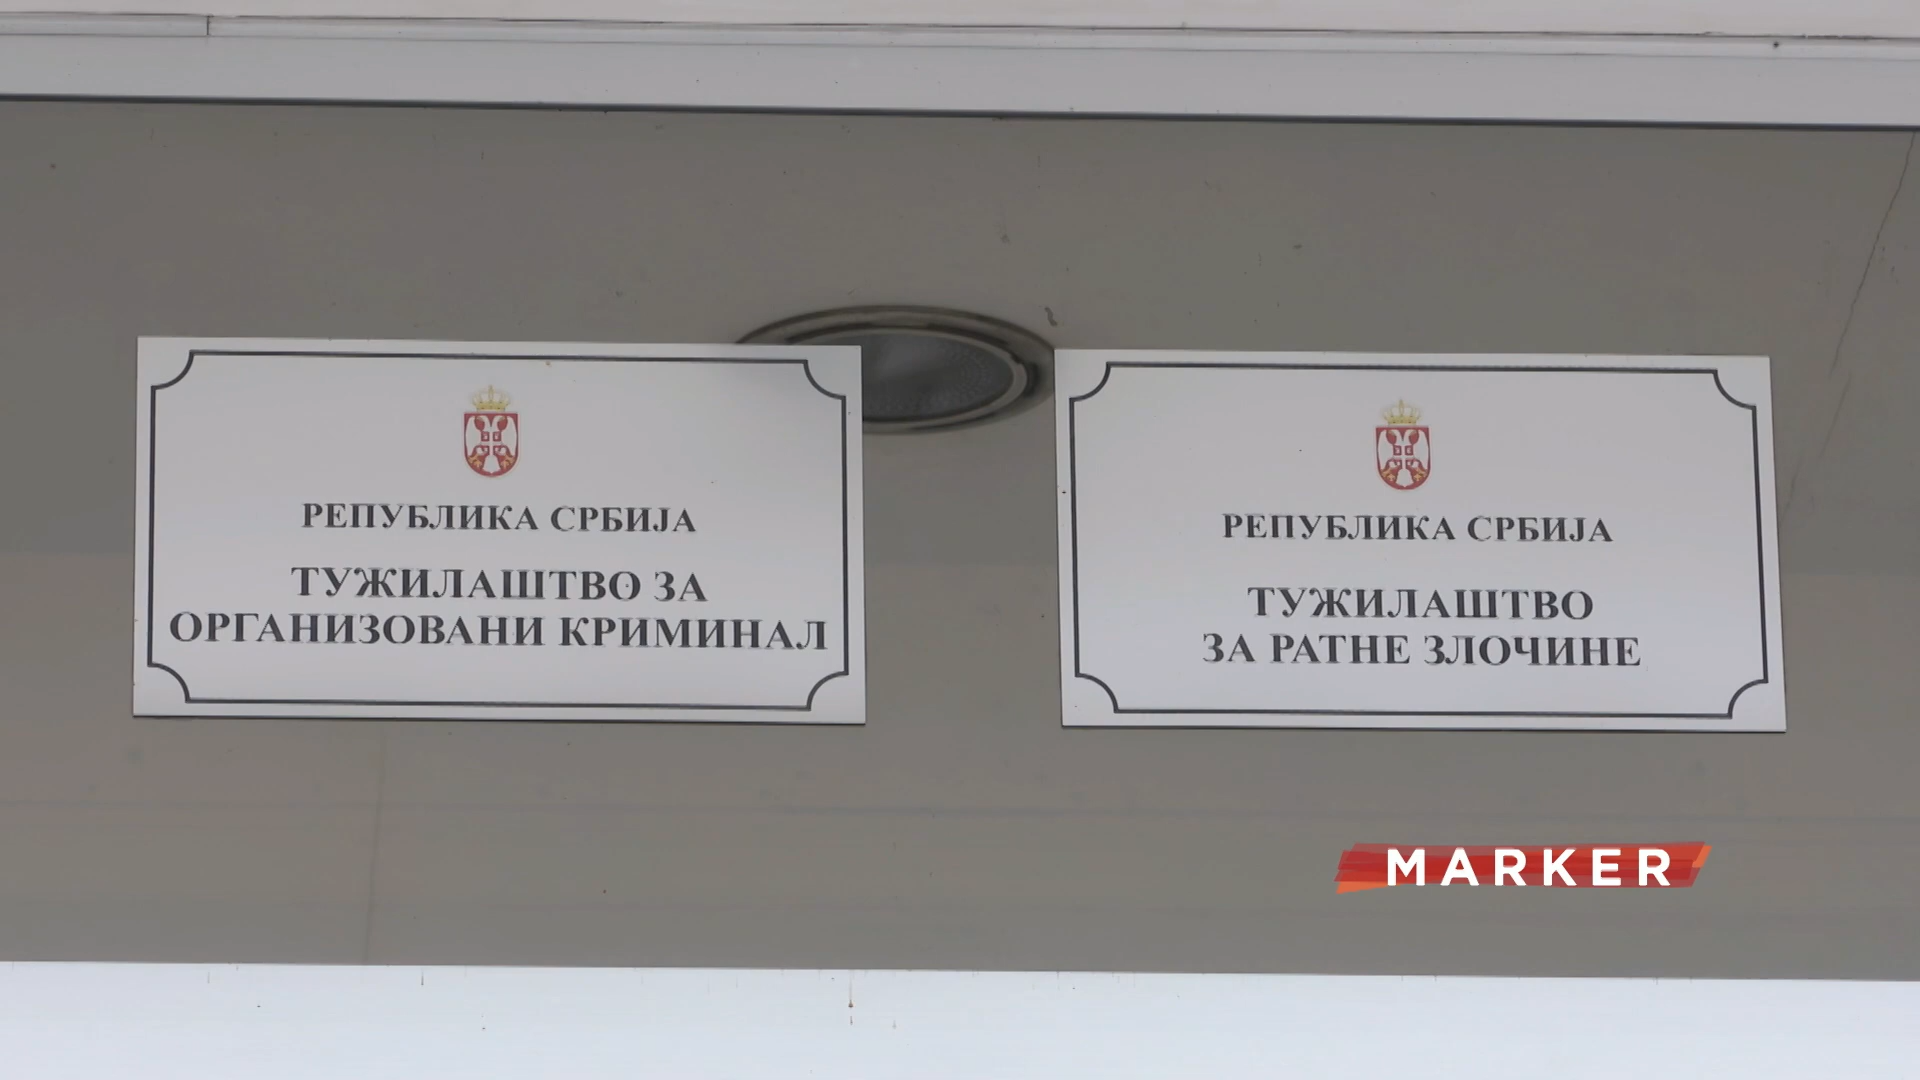 РЕПУБЛИКА СРБИЈА
ТУЖИЛАШТВО ЗА
ОРГАНИЗОВАНИ КРИМИНАЛ
РЕПУБЛИКА СРБИЈА
ТУЖИЛАШТВО
ЗА РАТНЕ ЗЛОЧИНЕ
MARKER